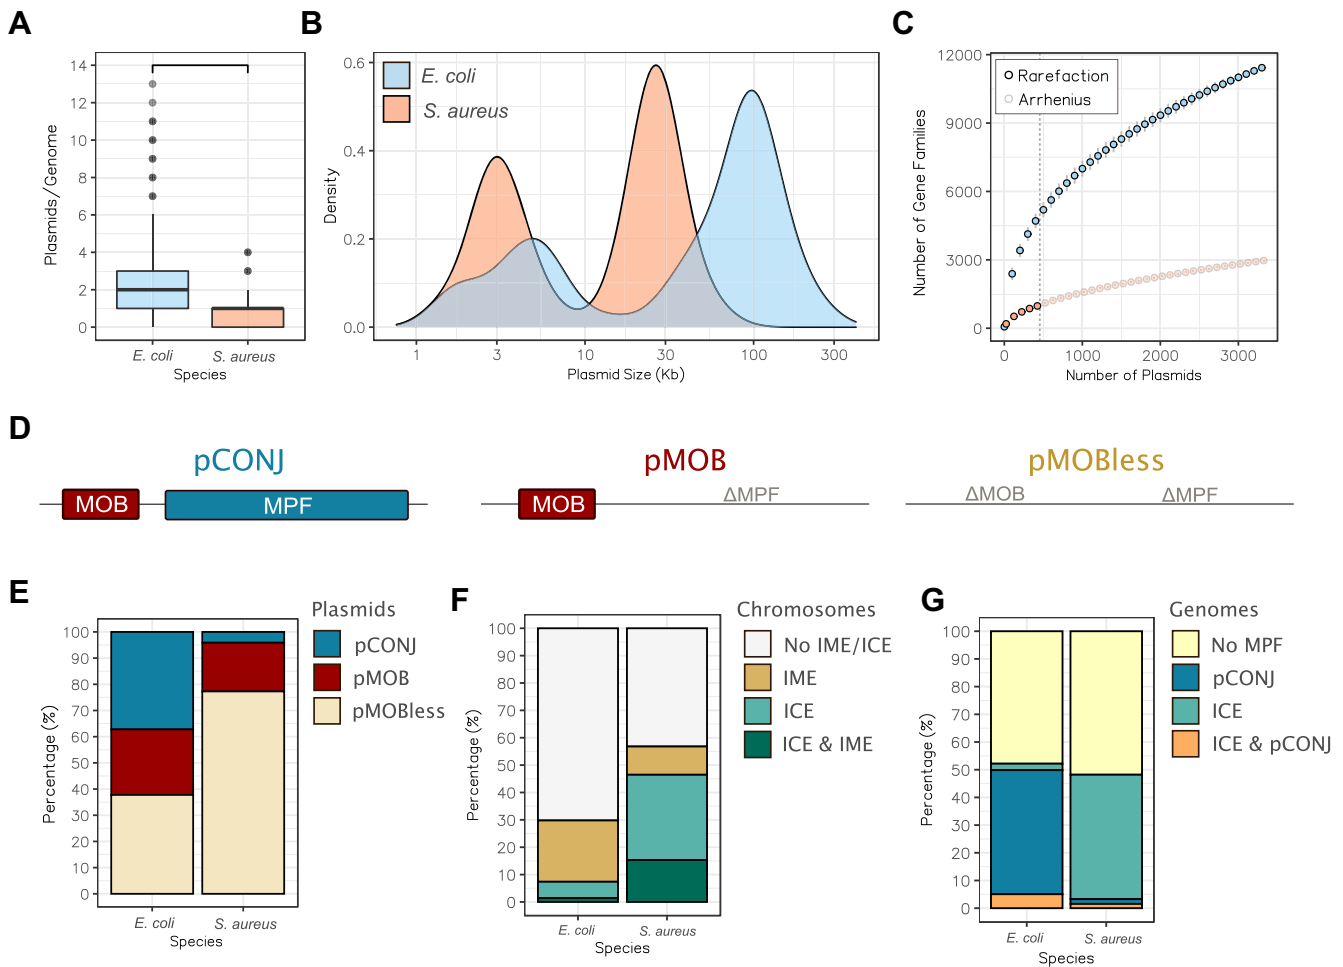 A
Plasmids/Genome
14
12
10
8
6
4
2
0
E. coli
S. aureus
Species
B
E. coli
S. aureus
Density
0.6
0.4
0.2
0.0
1
3
10
30
100
300
Plasmid Size (Kb)
C
Rarefaction
Arrhenius
Number of Gene Families
12000
9000
6000
3000
0
0
1000
2000
3000
Number of Plasmids
D
pCONJ
MOB
MPF
pMOB
MOB
ΔMPF
pMOBless
ΔMOB
ΔMPF
E
Plasmids
pCONJ
pMOB
pMOBless
Percentage (%)
100
90
80
70
60
50
40
30
20
10
0
E. coli
S. aureus
Species
F
Chromosomes
No IME/ICE
IME
ICE
ICE & IME
Percentage (%)
100
90
80
70
60
50
40
30
20
10
0
E. coli
S. aureus
Species
G
Genomes
No MPF
pCONJ
ICE
ICE & pCONJ
Percentage (%)
100
90
80
70
60
50
40
30
20
10
0
E. coli
S. aureus
Species